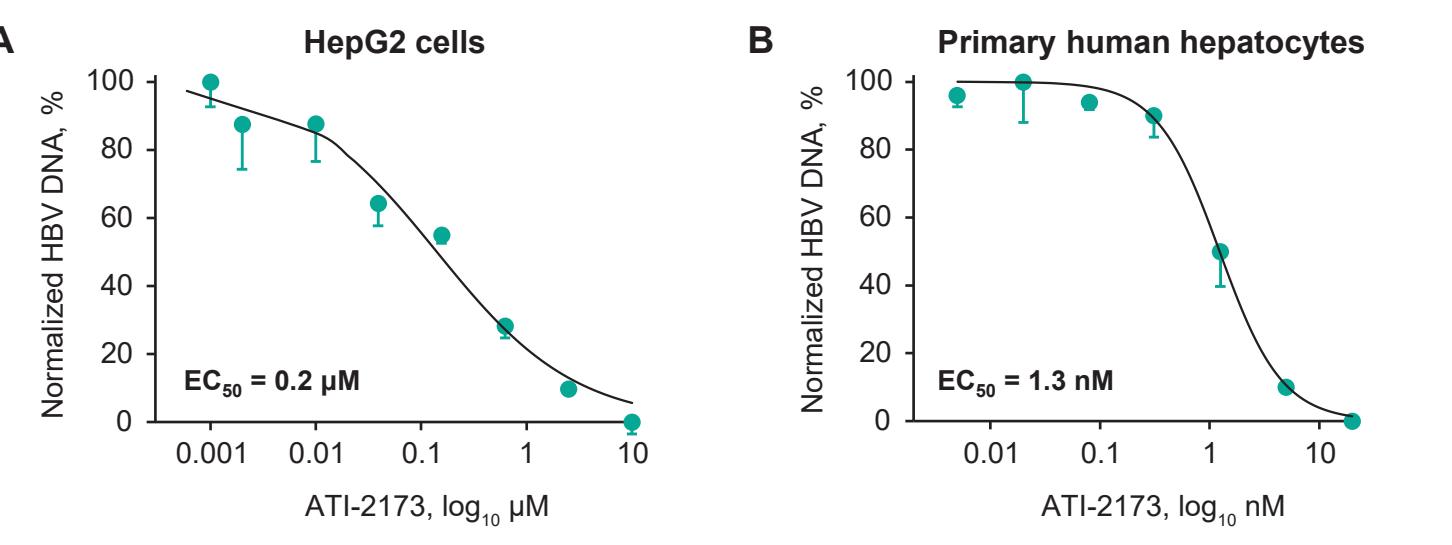 A
HepG2 cells
Normalized HBV DNA, %
100
80
60
40
20
0
EC50 = 0.2 µM
0.001 0.01 0.1 1 10
ATI-2173, log10 µM
B
Primary human hepatocytes
Normalized HBV DNA, %
100
80
60
40
20
0
EC50 = 1.3 nM
0.01 0.1 1 10
ATI-2173, log10 nM